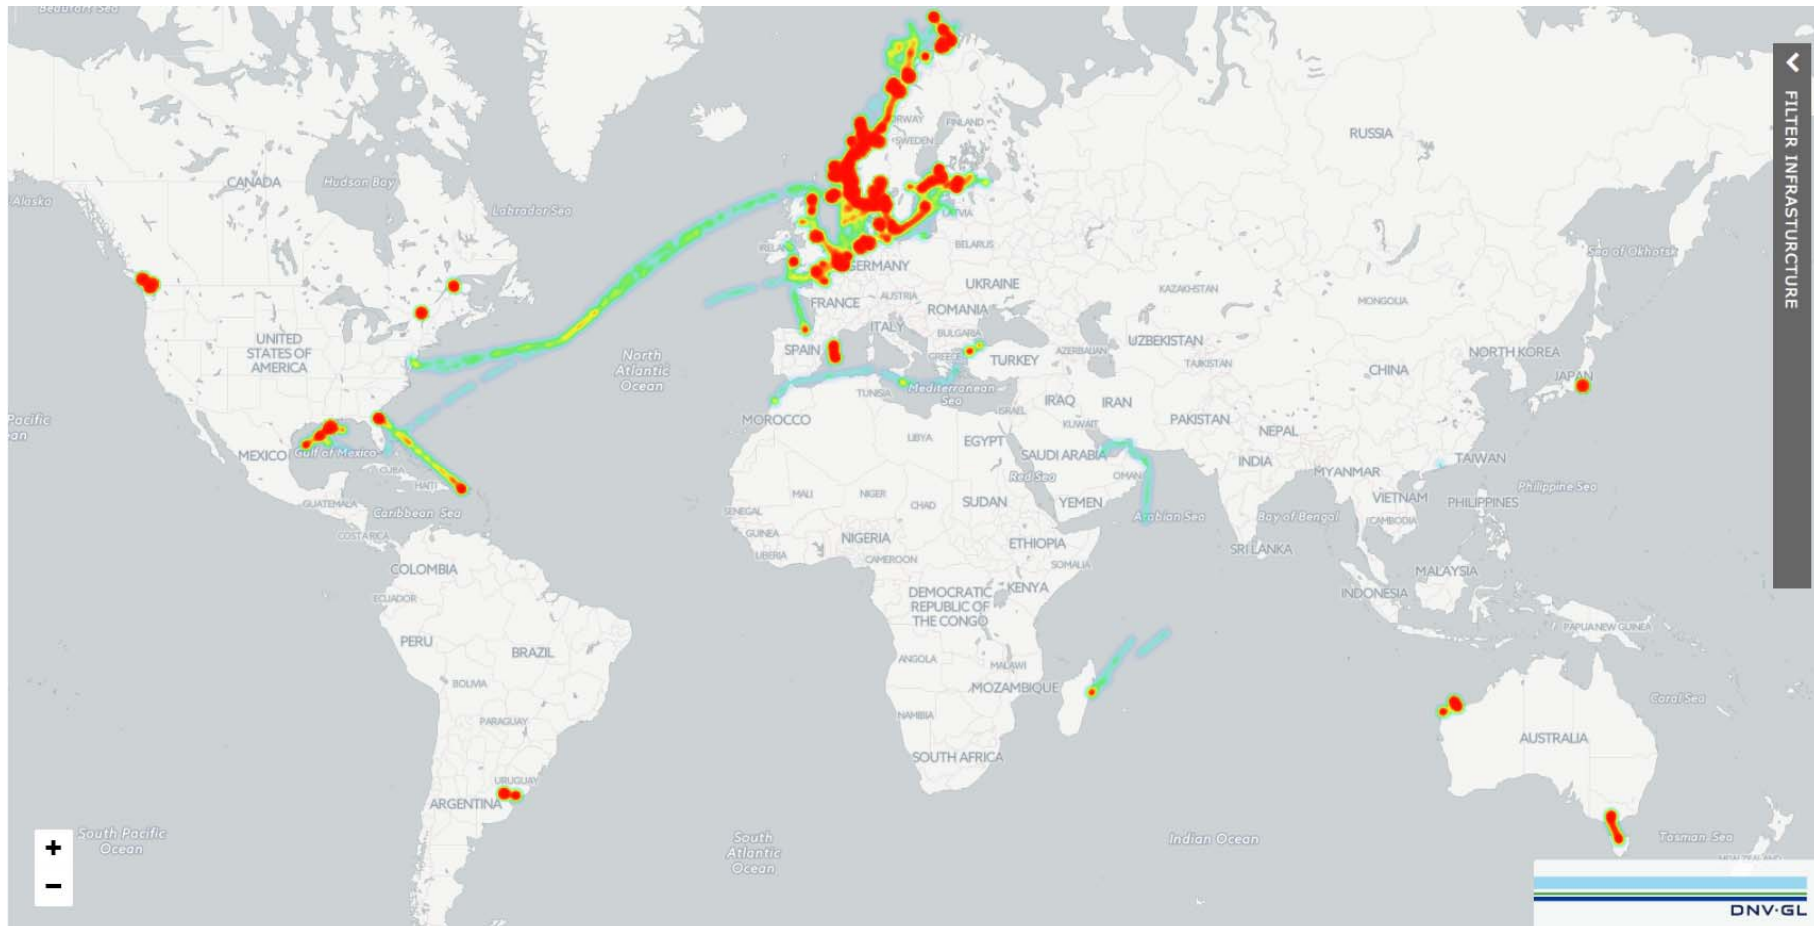 Beaufort Sea
NORWAY
FINLAND
SWEDEN
RUSSIA
CANADA
Hudson Bay
Alaska
Labrador Sea
LATVIA
IRELAND
BELARUS
Sea of Okhotsk
GERMANY
UKRAINE
KAZAKHSTAN
MONGOLIA
FRANCE
AUSTRIA
ROMANIA
ITALY
BULGARIA
UNITED
STATES OF
AMERICA
North
Atlantic
Ocean
SPAIN
GREECE
TURKEY
AZERBAIJAN
UZBEKISTAN
TAJIKISTAN
NORTH KOREA
CHINA
JAPAN
TUNISIA
Mediterranean
Sea
MOROCCO
ISRAEL
IRAQ
IRAN
KUWAIT
PAKISTAN
NEPAL
Pacific
ean
LIBYA
EGYPT
MEXICO
Gulf of Mexico
SAUDI ARABIA
INDIA
TAIWAN
CUBA
HAITI
Red Sea
OMAN
MYANMAR
Philippine Sea
GUATEMALA
Caribbean Sea
MALI
NIGER
CHAD
SUDAN
YEMEN
Arabian Sea
Bay of Bengal
VIETNAM
PHILIPPINES
CAMBODIA
SENEGAL
COSTA RICA
GUINEA
NIGERIA
ETHIOPIA
LIBERIA
CAMEROON
SOMALIA
SRI LANKA
COLOMBIA
MALAYSIA
ECUADOR
DEMOCRATIC
REPUBLIC OF
THE CONGO
KENYA
INDONESIA
PAPUA NEW GUINEA
PERU
BRAZIL
ANGOLA
MALAWI
BOLIVIA
MOZAMBIQUE
Coral Sea
PARAGUAY
NAMIBIA
AUSTRALIA
SOUTH AFRICA
URUGUAY
ARGENTINA
South Pacific
Ocean
South
Atlantic
Ocean
Indian Ocean
Tasman Sea
NEW ZEALAND
+
−
FILTER INFRASTURCTURE
DNV·GL